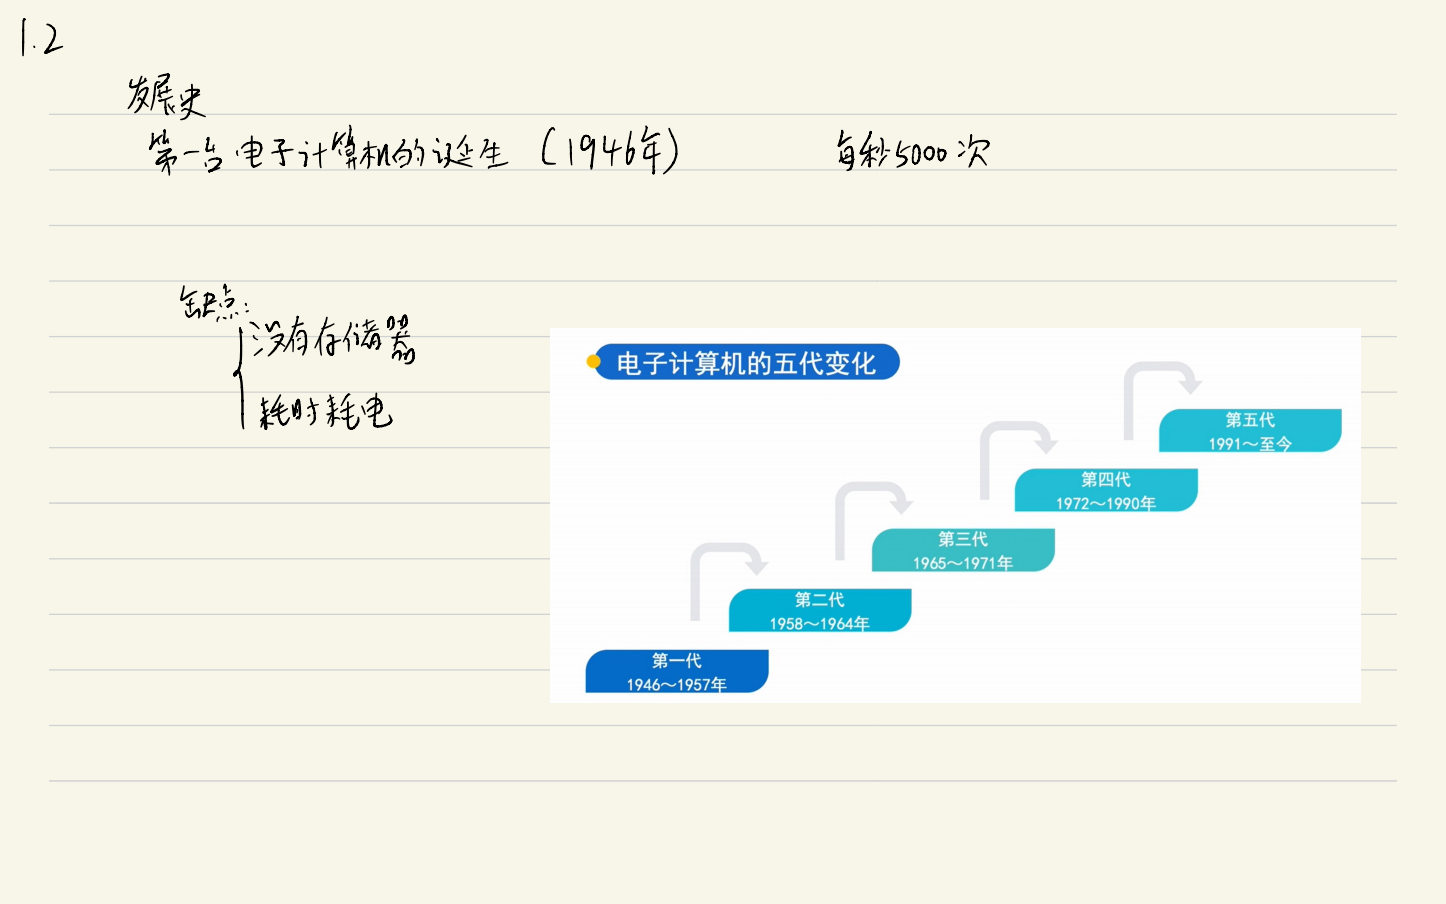 1.2
发展史
第一台电子计算机的诞生（1946年） 每秒5000次
缺点:
没有存储器
耗时耗电
电子计算机的五代变化
第五代
1991～至今
第四代
1972～1990年
第三代
1965～1971年
第二代
1958～1964年
第一代
1946～1957年